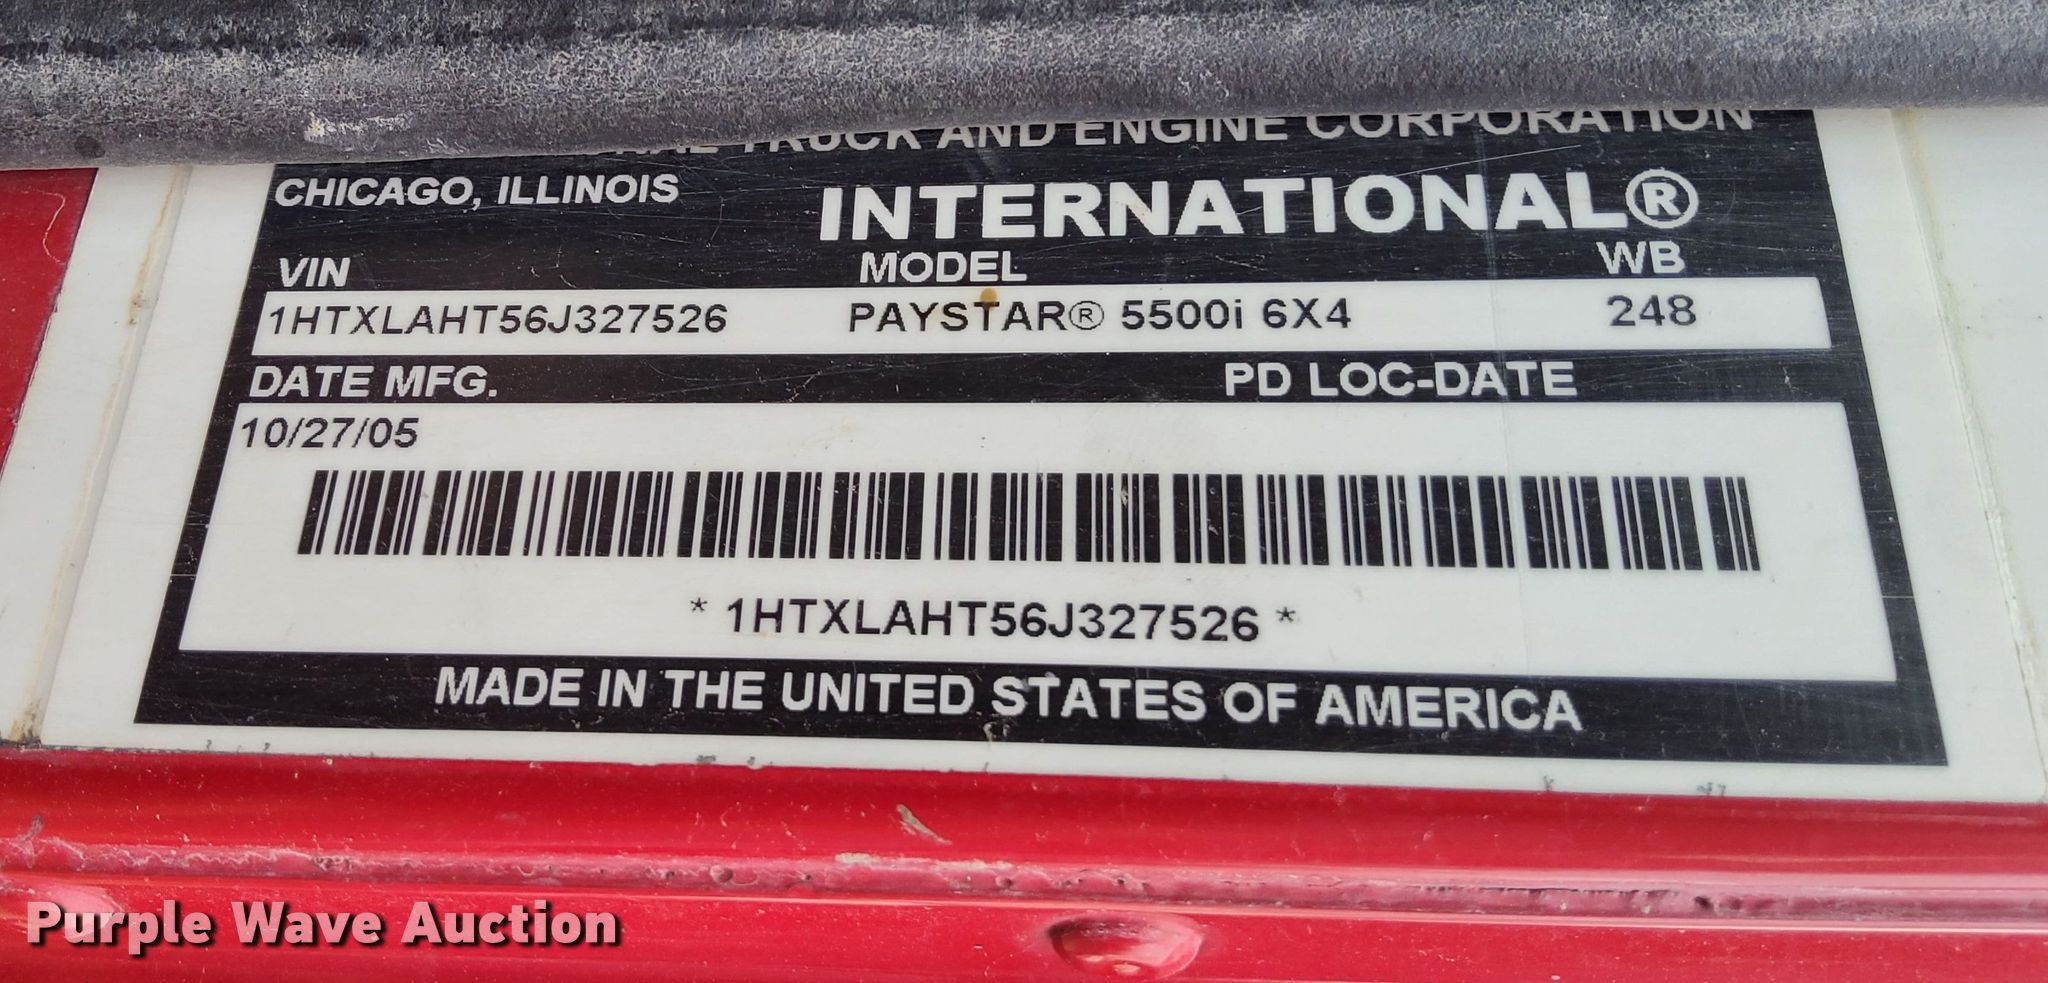 TRUCK AND ENGINE CORPORATION
CHICAGO, ILLINOIS
INTERNATIONAL®
VIN MODEL WB
1HTXLAHT56J327526 PAYSTAR® 5500i 6X4 248
DATE MFG. PD LOC-DATE
10/27/05
* 1HTXLAHT56J327526 *
MADE IN THE UNITED STATES OF AMERICA
Purple Wave Auction